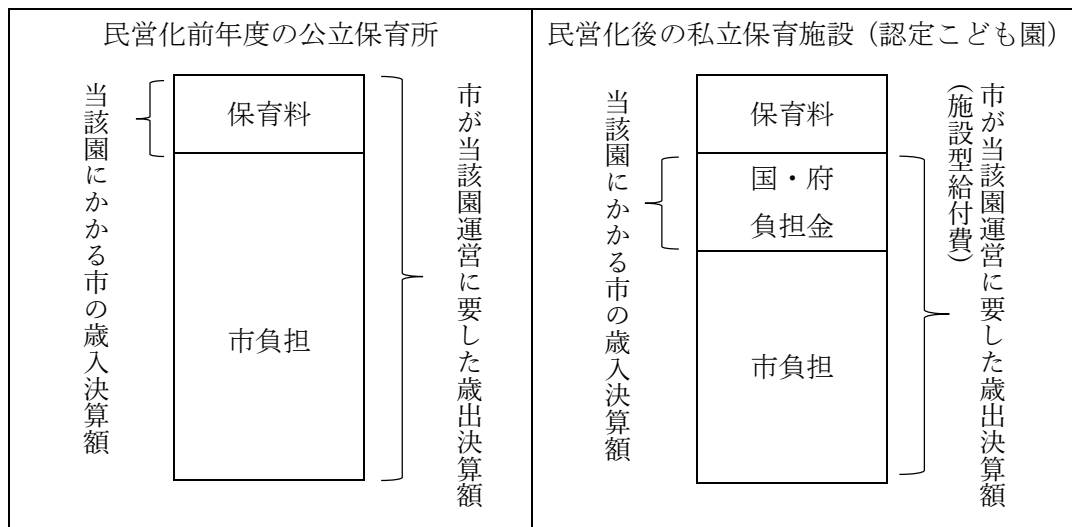 民営化前年度の公立保育所
当該園にかかる市の歳入決算額
保育料
市負担
市が当該園運営に要した歳出決算額
民営化後の私立保育施設（認定こども園）
当該園にかかる市の歳入決算額
保育料
国・府
負担金
市負担
市が当該園運営に要した歳出決算額
（施設型給付費）